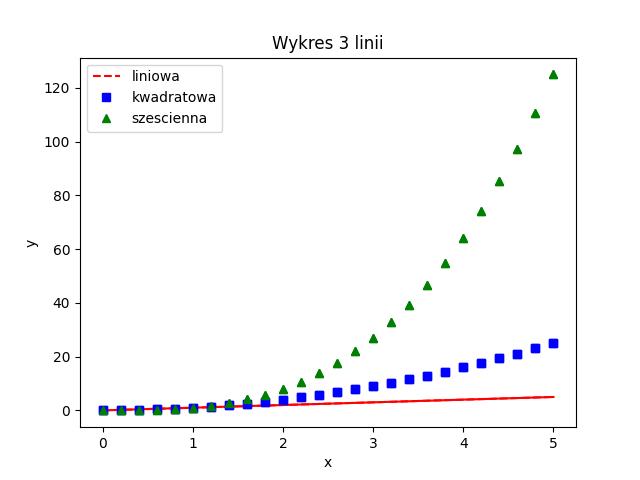 Wykres 3 linii
liniowa
kwadratowa
szescienna
120
100
80
60
40
20
0
y
0 1 2 3 4 5
x